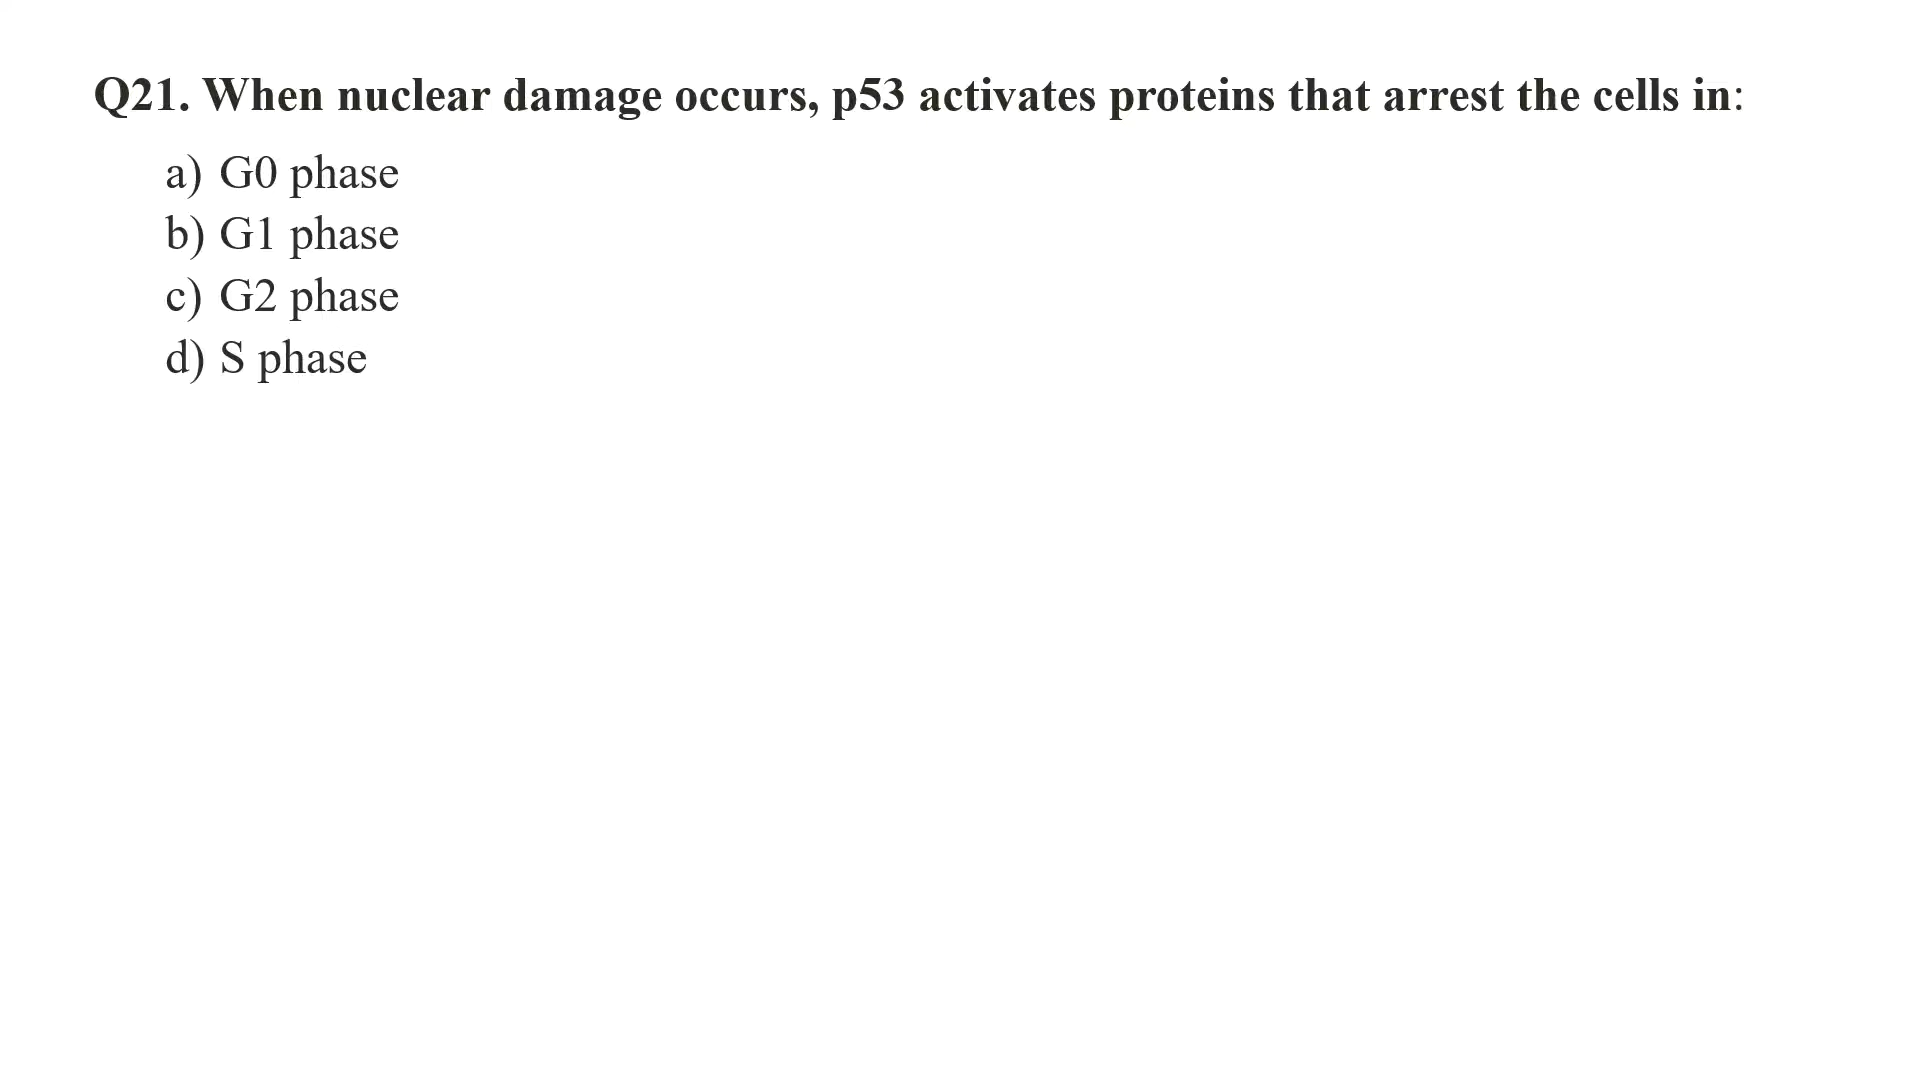 Q21. When nuclear damage occurs, p53 activates proteins that arrest the cells in:
a) G0 phase
b) G1 phase
c) G2 phase
d) S phase